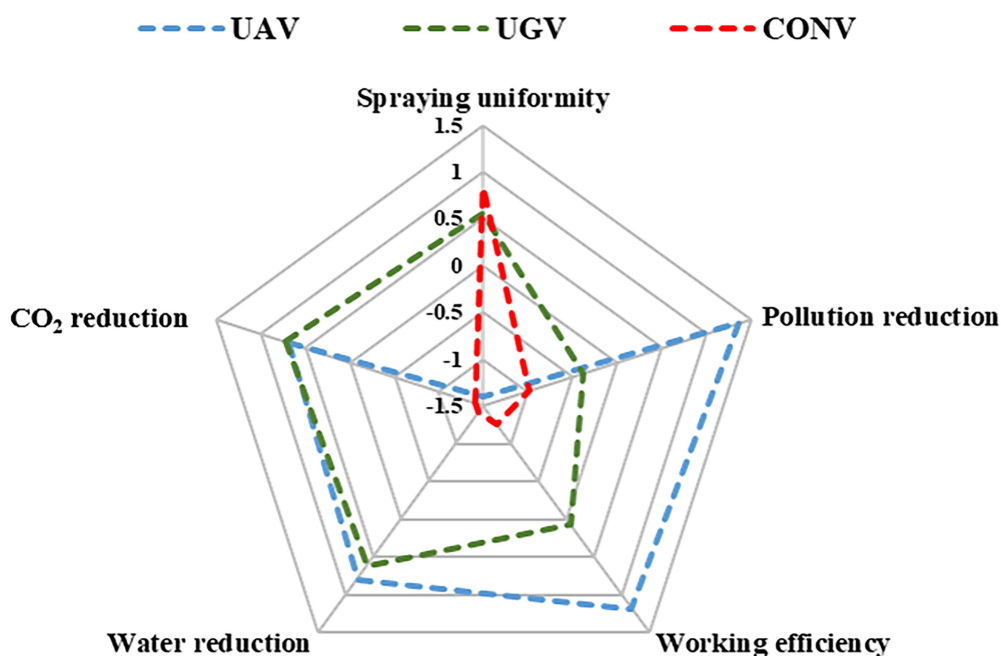 UAV UGV CONV
Spraying uniformity
1.5
1
0.5
0
-0.5
-1
-1.5
CO₂ reduction
Pollution reduction
Water reduction
Working efficiency